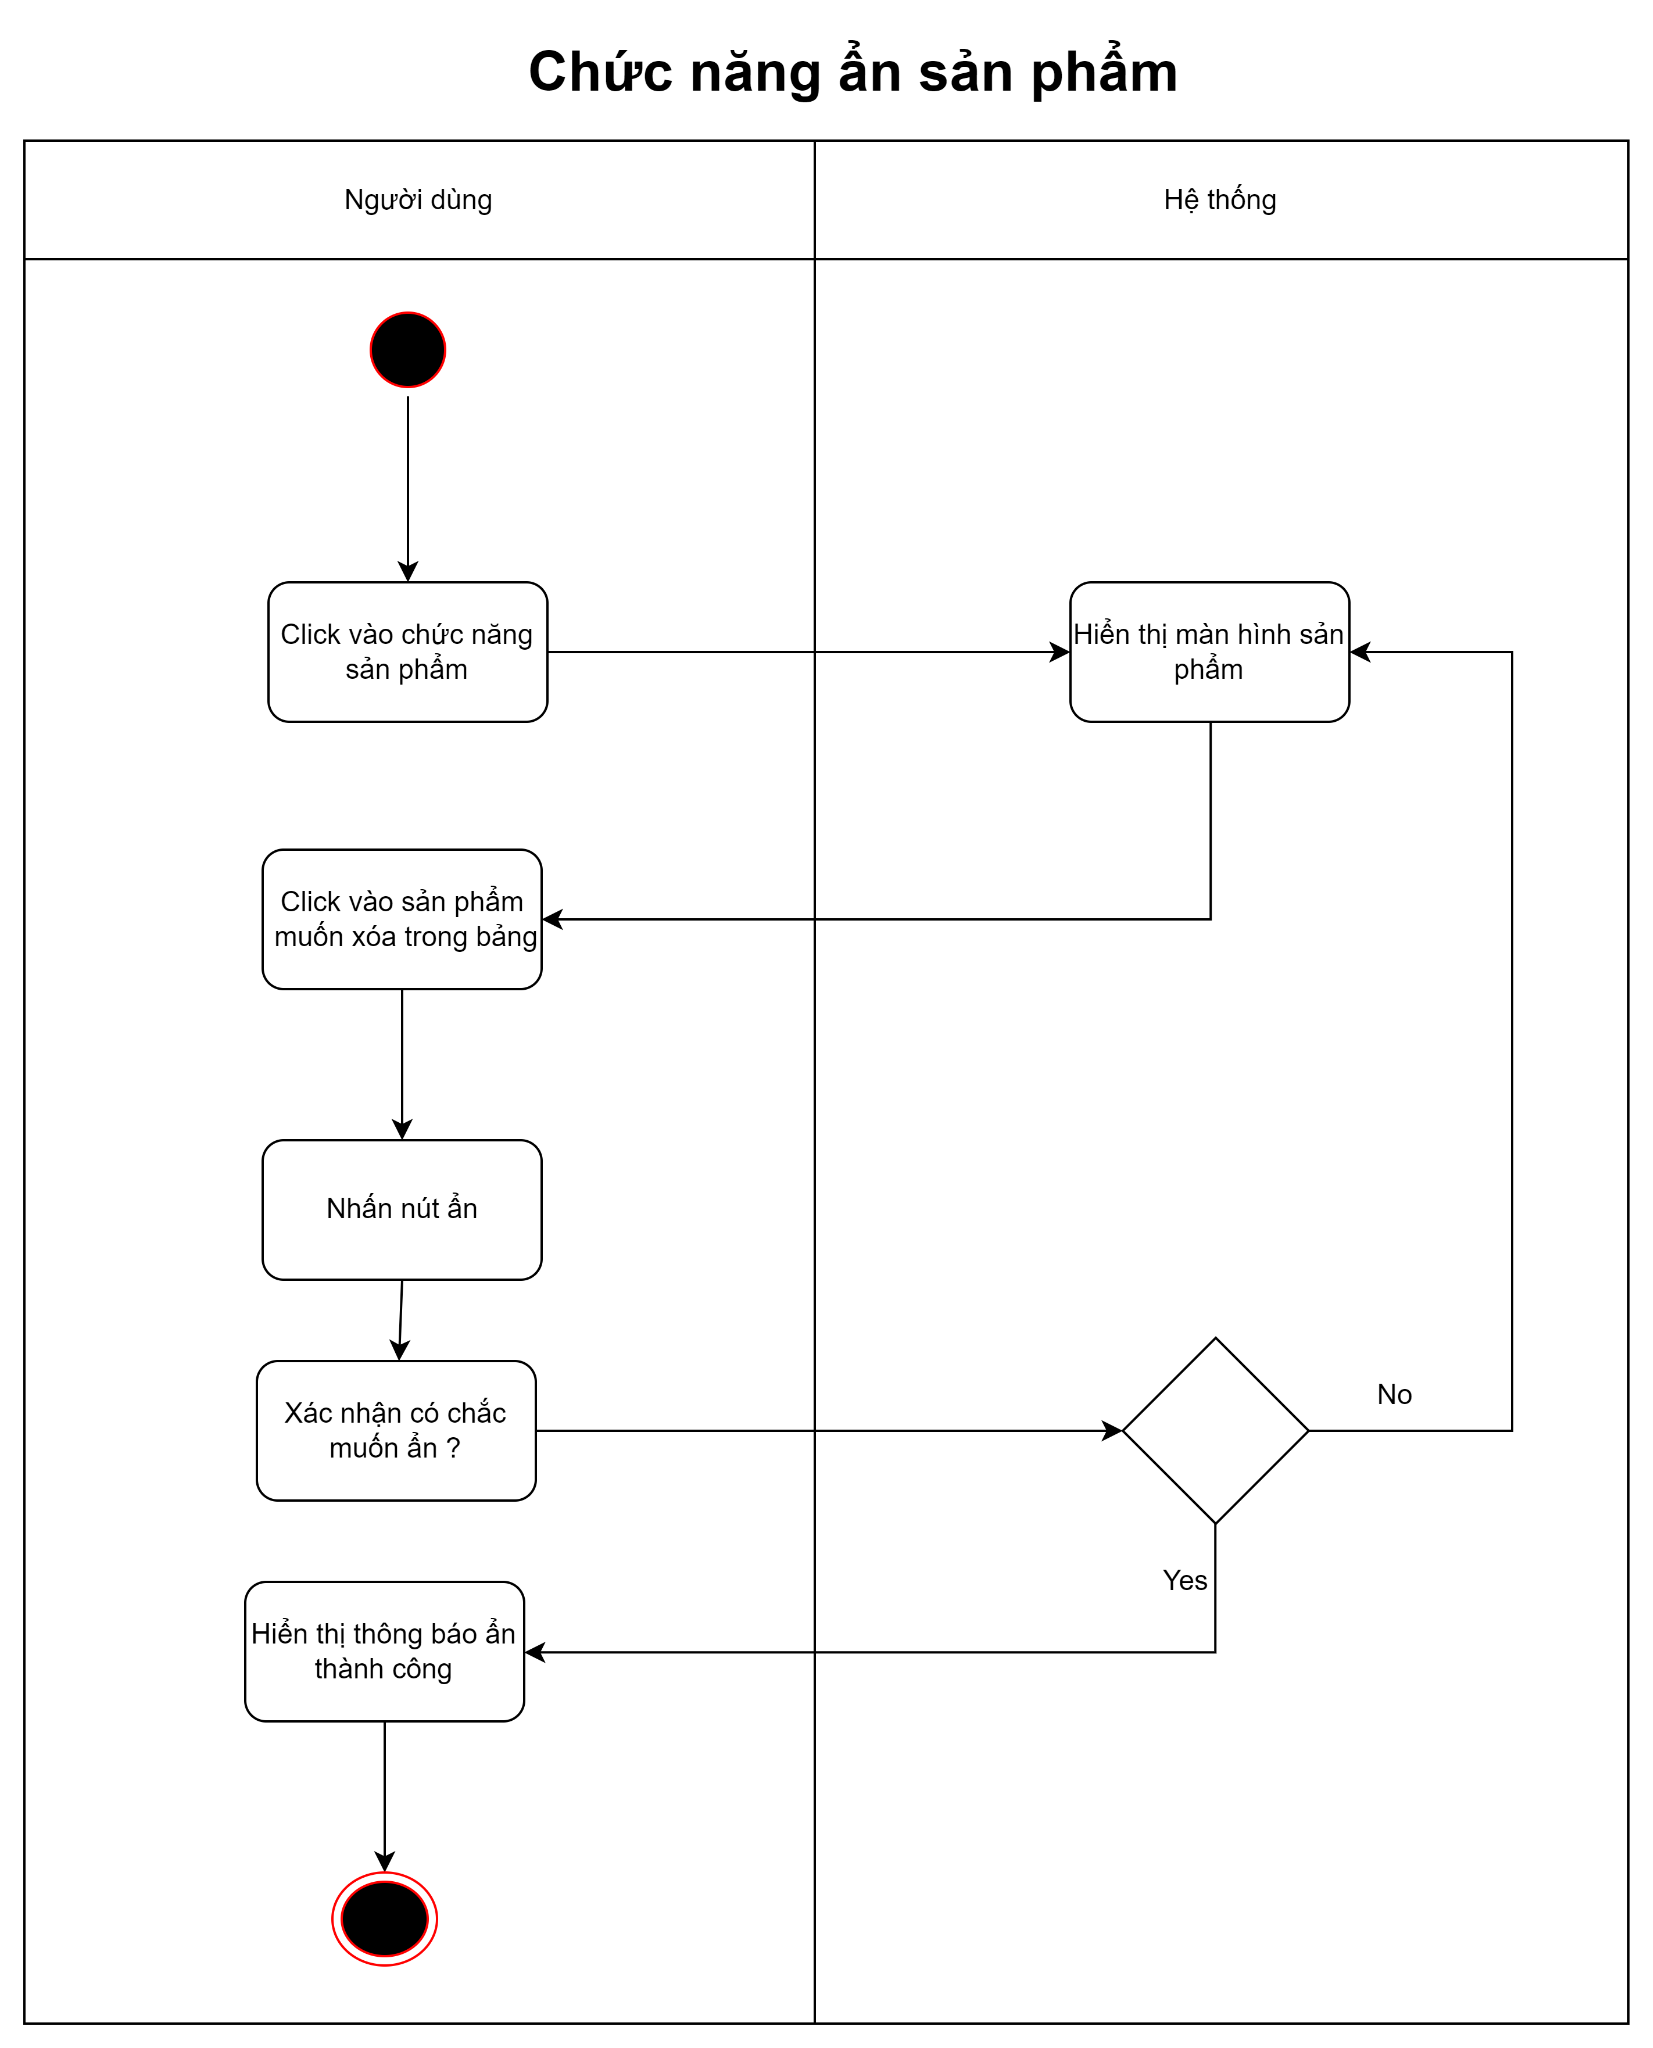 Chức năng ẩn sản phẩm
Người dùng
Hệ thống
Click vào chức năng
sản phẩm
Hiển thị màn hình sản
phẩm
Click vào sản phẩm
muốn xóa trong bảng
Nhấn nút ẩn
Xác nhận có chắc
muốn ẩn ?
No
Yes
Hiển thị thông báo ẩn
thành công